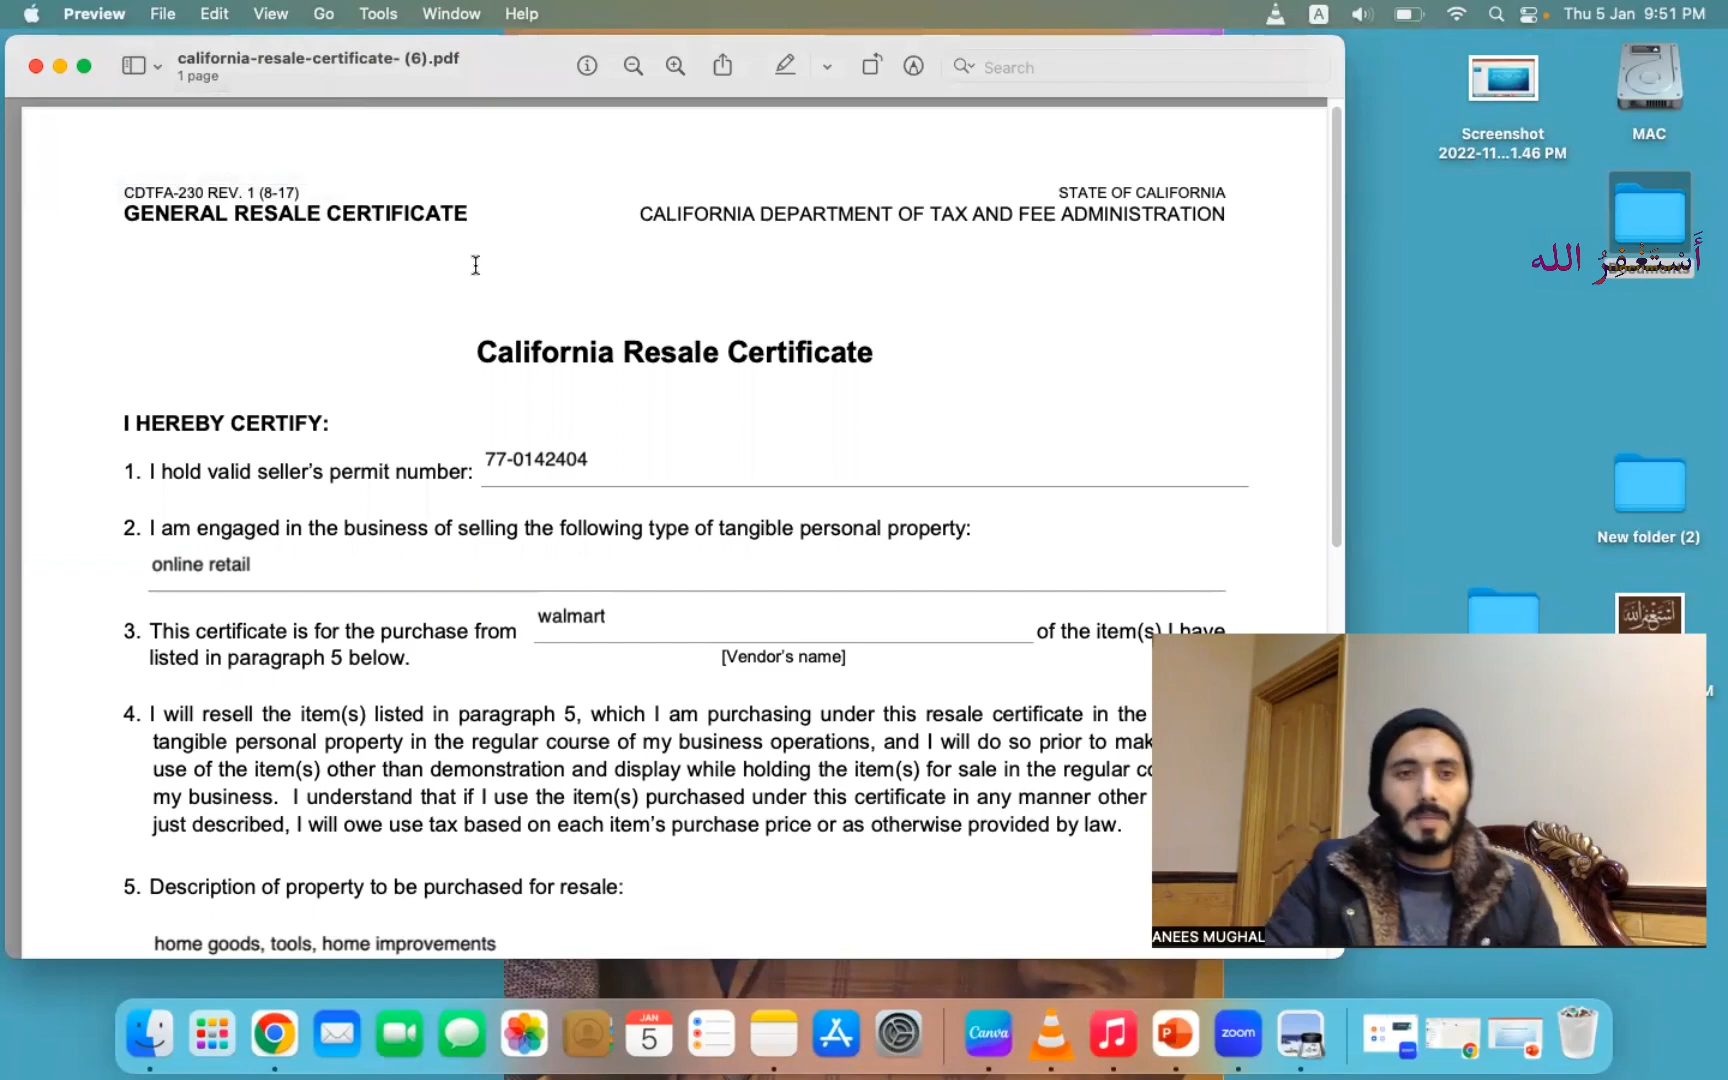 Preview File Edit View Go Tools Window Help
A
Thu 5 Jan 9:51 PM
california-resale-certificate- (6).pdf
1 page
Search
Screenshot
2022-11...1.46 PM
MAC
CDTFA-230 REV. 1 (8-17)
STATE OF CALIFORNIA
GENERAL RESALE CERTIFICATE
CALIFORNIA DEPARTMENT OF TAX AND FEE ADMINISTRATION
أَسْتَغْفِرُ الله
California Resale Certificate
I HEREBY CERTIFY:
1. I hold valid seller's permit number: 77-0142404
2. I am engaged in the business of selling the following type of tangible personal property:
online retail
New folder (2)
3. This certificate is for the purchase from walmart of the item(s) I have
[Vendor's name]
listed in paragraph 5 below.
4. I will resell the item(s) listed in paragraph 5, which I am purchasing under this resale certificate in the
tangible personal property in the regular course of my business operations, and I will do so prior to mak
use of the item(s) other than demonstration and display while holding the item(s) for sale in the regular co
my business. I understand that if I use the item(s) purchased under this certificate in any manner other
just described, I will owe use tax based on each item's purchase price or as otherwise provided by law.
5. Description of property to be purchased for resale:
home goods, tools, home improvements
أستغفر الله
ANEES MUGHAL
JAN
5
Canva
zoom